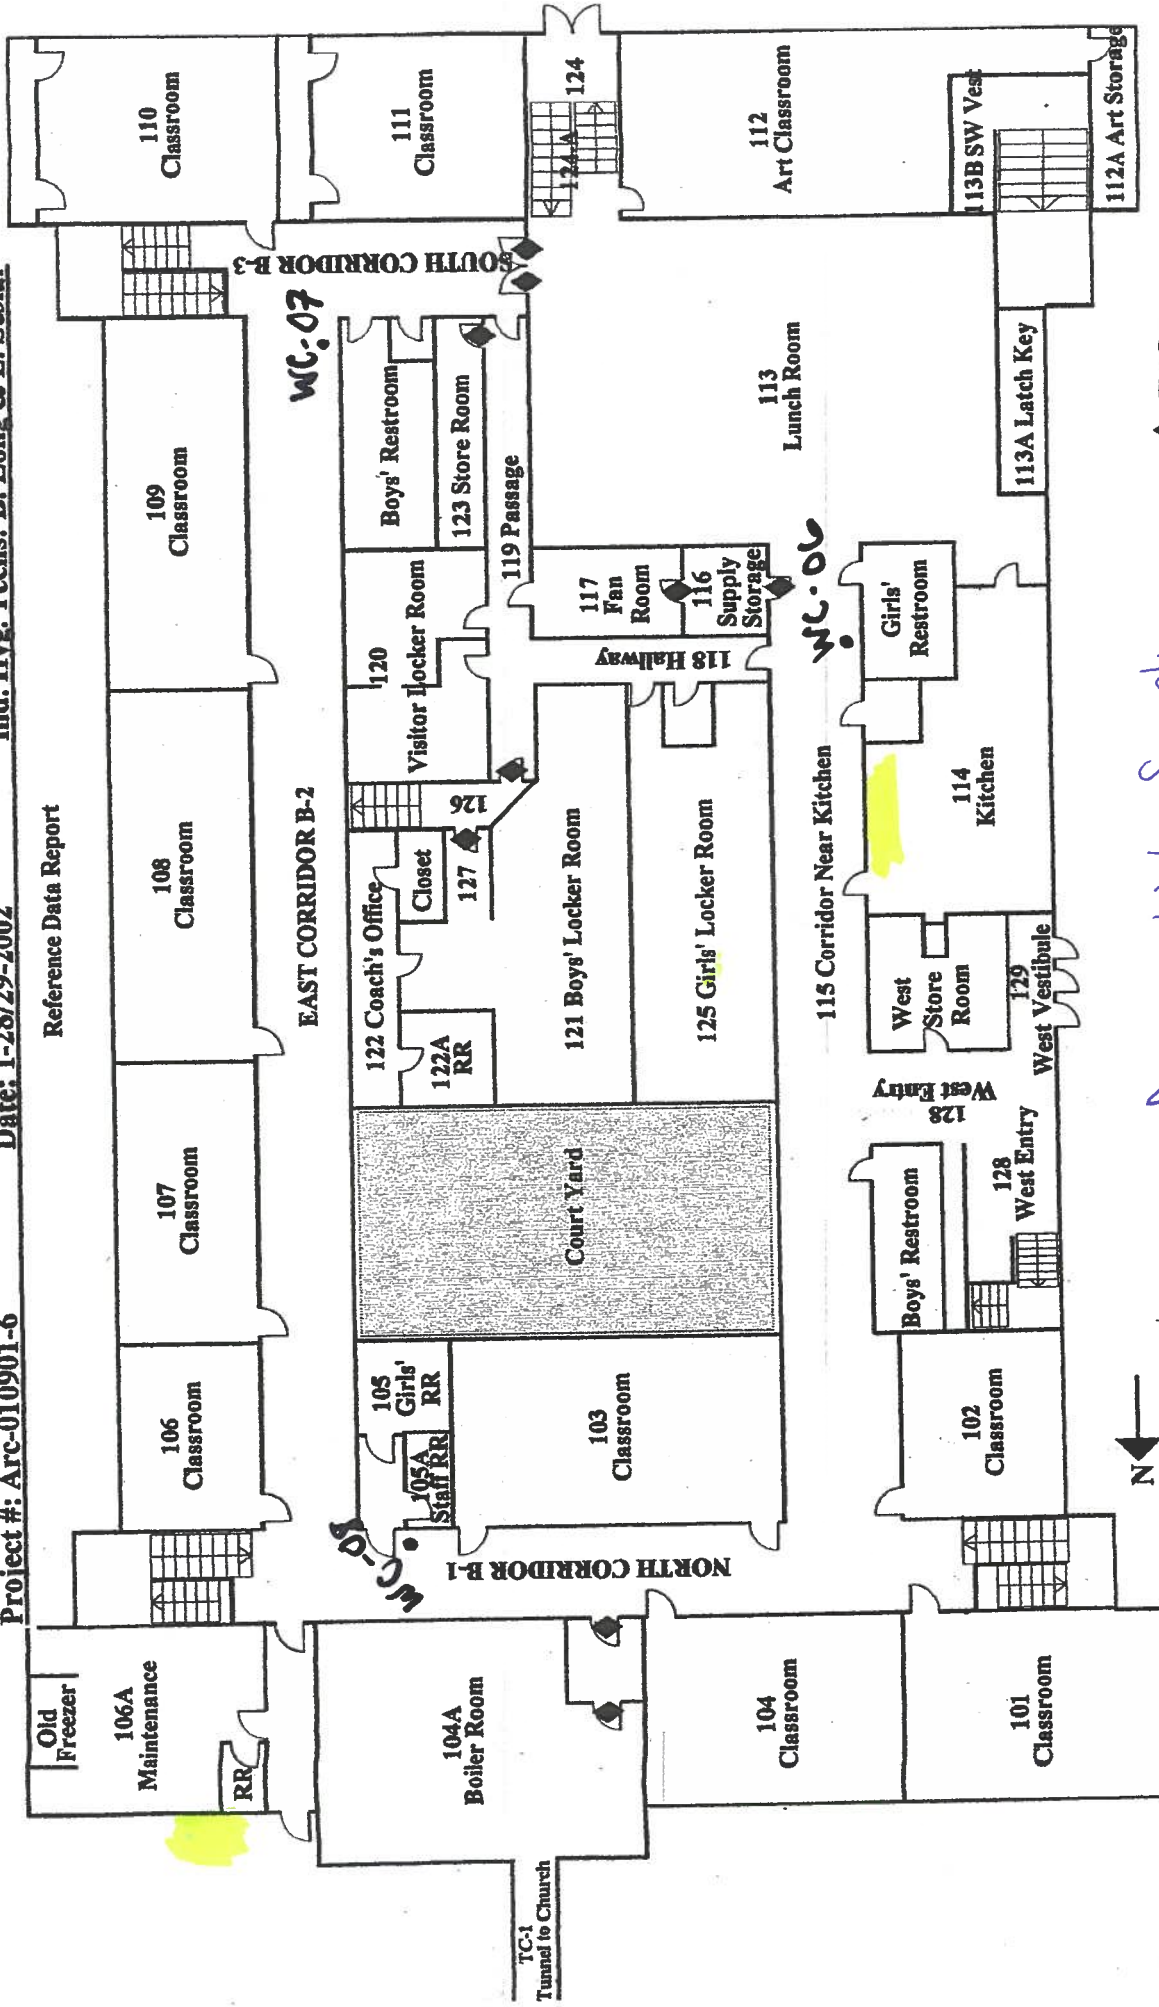 Project #: Arc-010901-6
Date: 1-28/29-2002
Reference Data Report
Old
Freezer
106A
Maintenance
RR
106
Classroom
107
Classroom
108
Classroom
109
Classroom
110
Classroom
EAST CORRIDOR B-2
SOUTH CORRIDOR B-3
WC-07
111
Classroom
104A
Boiler Room
TC-1
Tunnel to Church
WC-08
105
Girls'
RR
105A
Staff RR
NORTH CORRIDOR B-1
103
Classroom
Court Yard
122 Coach's Office
122A
RR
Closet
127
126
120
Visitor Locker Room
Boys' Restroom
123 Store Room
119 Passage
121 Boys' Locker Room
125 Girls' Locker Room
118 Hallway
117
Fan
Room
116
Supply
Storage
124
124-A
113
Lunch Room
112
Art Classroom
113B SW Vest
112A Art Storage
113A Latch Key
WC-06
115 Corridor Near Kitchen
Girls'
Restroom
114
Kitchen
West
Store
Room
129
West Vestibule
128
West Entry
128
West Entry
Boys' Restroom
102
Classroom
104
Classroom
101
Classroom
N